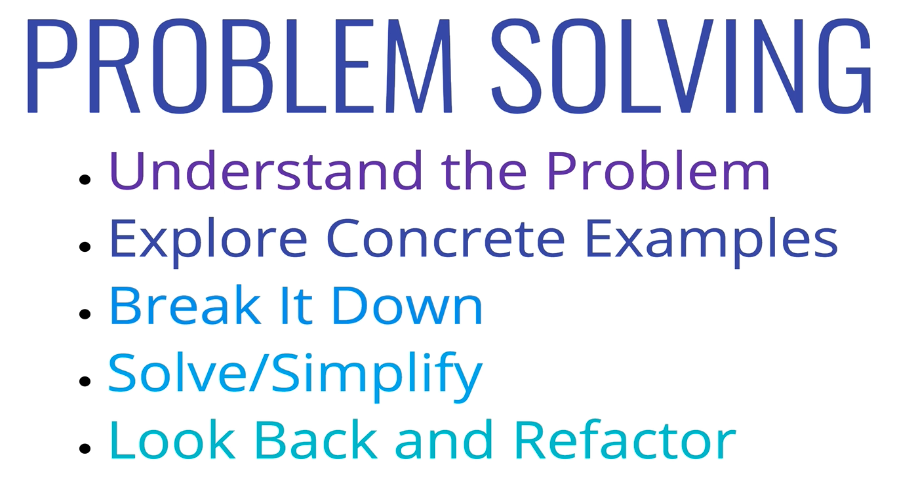 PROBLEM SOLVING
• Understand the Problem
• Explore Concrete Examples
• Break It Down
• Solve/Simplify
• Look Back and Refactor